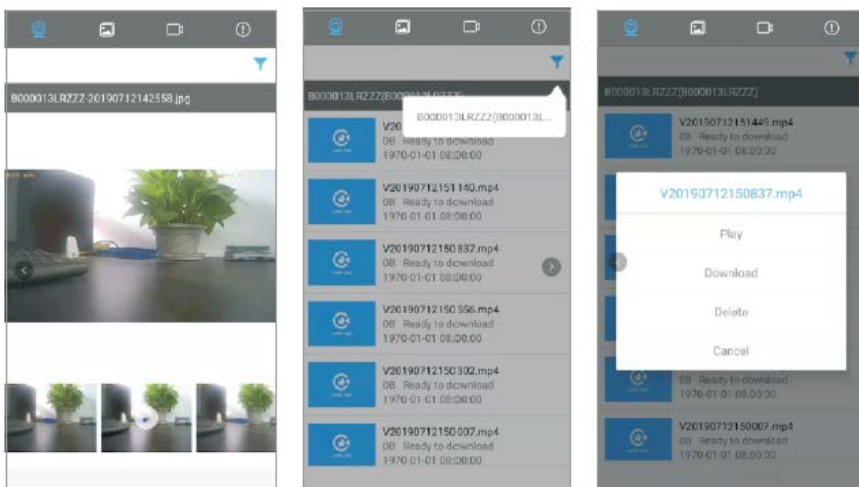 B000013LRZZZ-20190712142558.jpg
B000013LRZZZ(B000013LRZZZ)
B000013LRZZZ(B000013L...
V20
0B Ready to download
1970-01-01 08:00:00
V20190712151140.mp4
0B Ready to download
1970-01-01 08:00:00
V20190712150837.mp4
0B Ready to download
1970-01-01 08:00:00
V20190712150556.mp4
0B Ready to download
1970-01-01 08:00:00
V20190712150302.mp4
0B Ready to download
1970-01-01 08:00:00
V20190712150007.mp4
0B Ready to download
1970-01-01 08:00:00
B000013LRZZZ(B000013LRZZZ)
V20190712151449.mp4
0B Ready to download
1970-01-01 08:00:00
V20190712150837.mp4
Play
Download
Delete
Cancel
0B Ready to download
1970-01-01 08:00:00
V20190712150007.mp4
0B Ready to download
1970-01-01 08:00:00